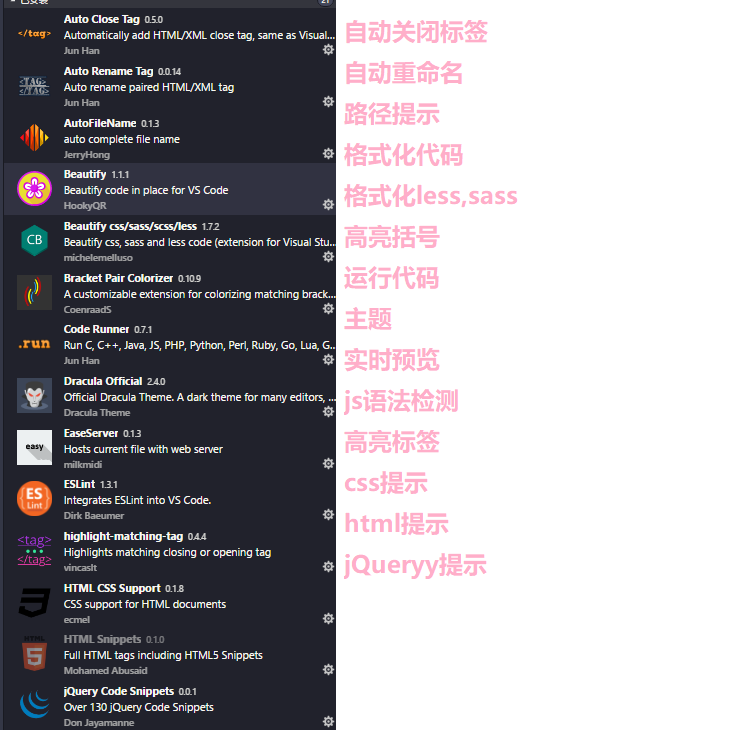 已安装
21
Auto Close Tag 0.5.0
Automatically add HTML/XML close tag, same as Visual...
Jun Han
Auto Rename Tag 0.0.14
Auto rename paired HTML/XML tag
Jun Han
AutoFileName 0.1.3
auto complete file name
JerryHong
Beautify 1.1.1
Beautify code in place for VS Code
HookyQR
Beautify css/sass/scss/less 1.7.2
Beautify css, sass and less code (extension for Visual Stu...
michelemelluso
Bracket Pair Colorizer 0.10.9
A customizable extension for colorizing matching brack...
CoenraadS
Code Runner 0.7.1
Run C, C++, Java, JS, PHP, Python, Perl, Ruby, Go, Lua, G...
Jun Han
Dracula Official 2.4.0
Official Dracula Theme. A dark theme for many editors, ...
Dracula Theme
EaseServer 0.1.3
Hosts current file with web server
milkmidi
ESLint 1.3.1
Integrates ESLint into VS Code.
Dirk Baeumer
highlight-matching-tag 0.4.4
Highlights matching closing or opening tag
vincaslt
HTML CSS Support 0.1.8
CSS support for HTML documents
ecmel
HTML Snippets 0.1.0
Full HTML tags including HTML5 Snippets
Mohamed Abusaid
jQuery Code Snippets 0.0.1
Over 130 jQuery Code Snippets
Don Jayamanne
</tag>
<TAG>
</TAG>
CB
.run
easy
ES
Lint
<tag>
</tag>
HTML
5
自动关闭标签
自动重命名
路径提示
格式化代码
格式化less,sass
高亮括号
运行代码
主题
实时预览
js语法检测
高亮标签
css提示
html提示
jQueryy提示